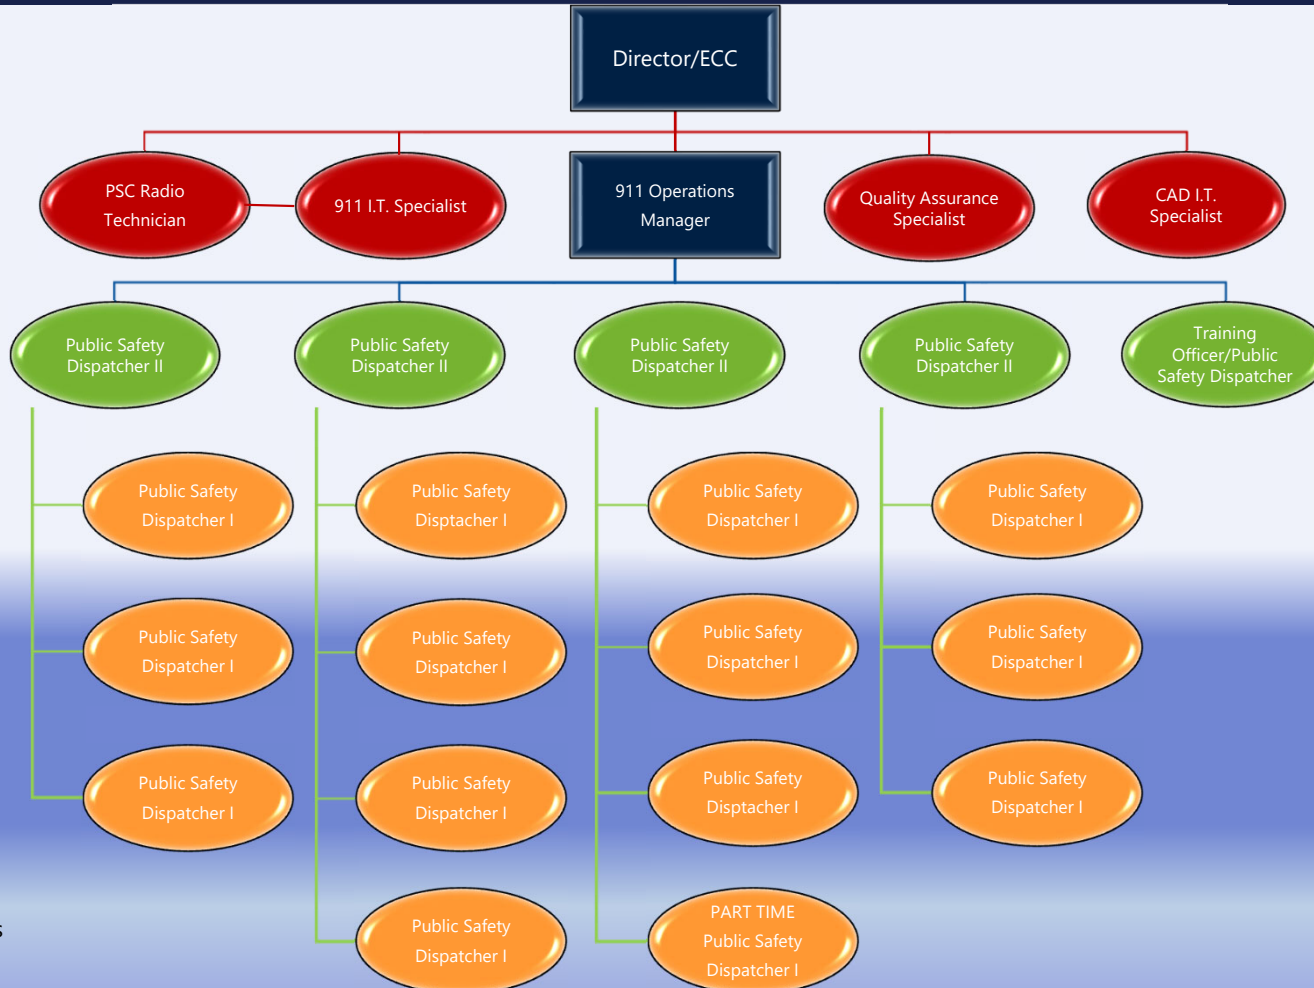 Director/ECC
PSC Radio
Technician
911 I.T. Specialist
911 Operations
Manager
Quality Assurance
Specialist
CAD I.T.
Specialist
Public Safety
Dispatcher II
Public Safety
Dispatcher II
Public Safety
Dispatcher II
Public Safety
Dispatcher II
Training
Officer/Public
Safety Dispatcher
Public Safety
Dispatcher I
Public Safety
Disptacher I
Public Safety
Dispatcher I
Public Safety
Dispatcher I
Public Safety
Dispatcher I
Public Safety
Dispatcher I
Public Safety
Dispatcher I
Public Safety
Dispatcher I
Public Safety
Dispatcher I
Public Safety
Dispatcher I
Public Safety
Disptacher I
Public Safety
Dispatcher I
Public Safety
Dispatcher I
PART TIME
Public Safety
Dispatcher I